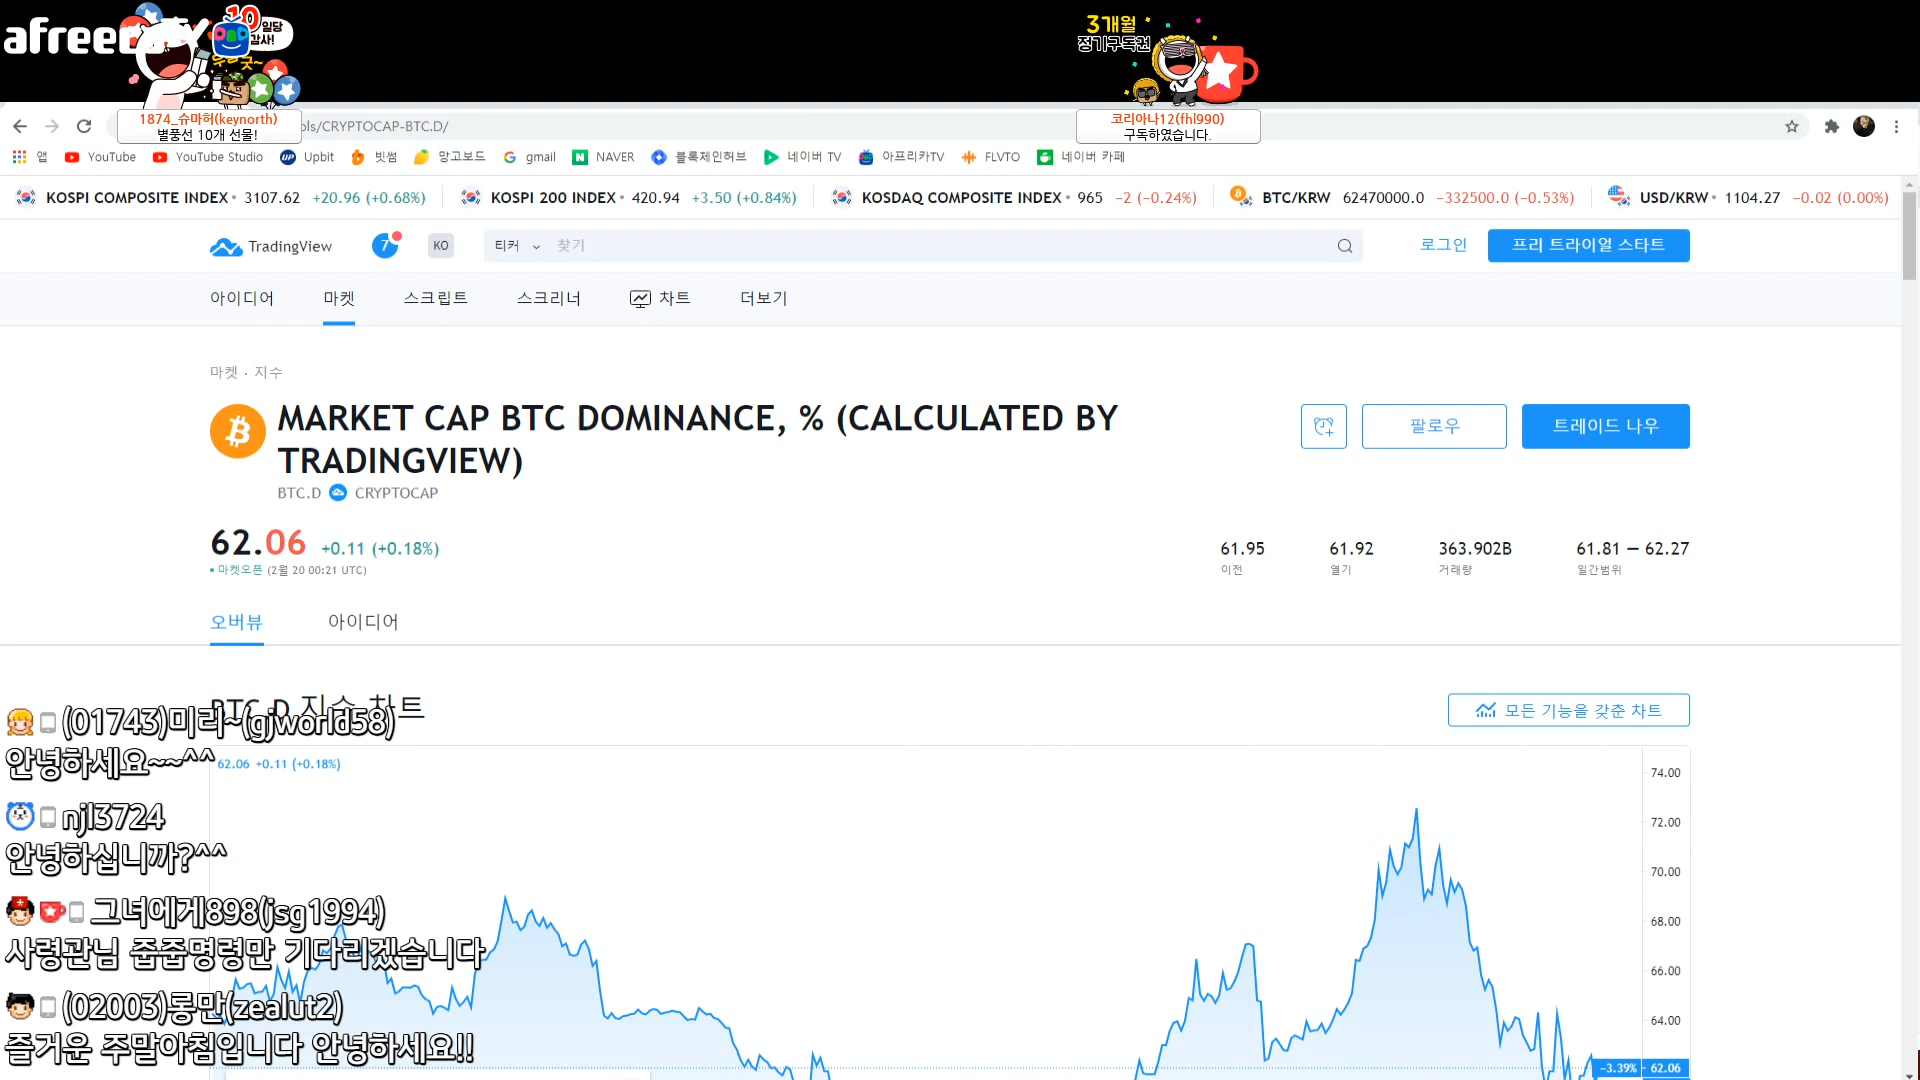 afreeca
10 일당
감사!
우~굿~
3개월
정기구독권
1874_슈마허(keynorth)
별풍선 10개 선물!
코리아나12(fhl990)
구독하였습니다.
ols/CRYPTOCAP-BTC.D/
앱 YouTube YouTube Studio Upbit 빗썸 망고보드 gmail NAVER 블록체인허브 네이버 TV 아프리카TV FLVTO 네이버 카페
KOSPI COMPOSITE INDEX 3107.62 +20.96 (+0.68%) KOSPI 200 INDEX 420.94 +3.50 (+0.84%) KOSDAQ COMPOSITE INDEX 965 −2 (−0.24%) BTC/KRW 62470000.0 −332500.0 (−0.53%) USD/KRW 1104.27 −0.02 (0.00%)
TradingView 7 KO 티커 찾기 로그인 프리 트라이얼 스타트
아이디어 마켓 스크립트 스크리너 차트 더보기
마켓 · 지수
MARKET CAP BTC DOMINANCE, % (CALCULATED BY
TRADINGVIEW)
팔로우 트레이드 나우
BTC.D CRYPTOCAP
62.06 +0.11 (+0.18%)
마켓오픈 (2월 20 00:21 UTC)
61.95 61.92 363.902B 61.81 — 62.27
이전 열기 거래량 일간범위
오버뷰 아이디어
BTC.D 지수 차트
모든 기능을 갖춘 차트
62.06 +0.11 (+0.18%)
74.00
72.00
70.00
68.00
66.00
64.00
−3.39% 62.06
(01743)미리~(gjworld58)
안녕하세요~~^^
njl3724
안녕하십니까?^^
그녀에게898(jsg1994)
사령관님 줍줍명령만 기다리겠습니다
(02003)롱만(zealut2)
즐거운 주말아침입니다 안녕하세요!!